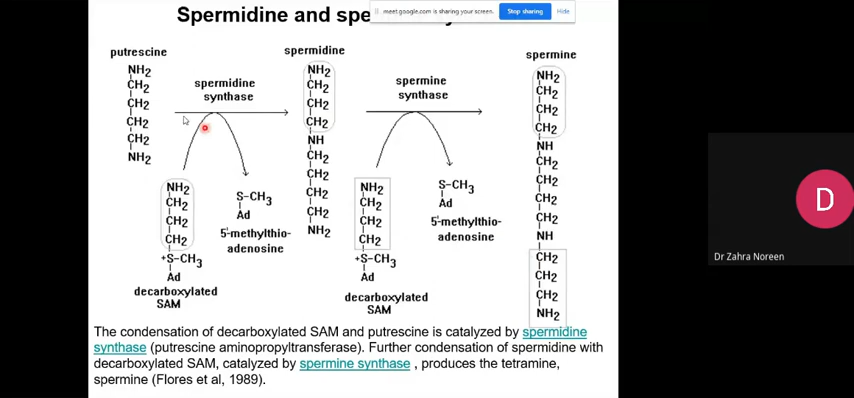 Spermidine and spe
meet.google.com is sharing your screen.
Stop sharing
Hide
putrescine
NH2
CH2
CH2
CH2
CH2
NH2
spermidine
synthase
NH2
CH2
CH2
CH2
+S-CH3
Ad
decarboxylated
SAM
S-CH3
Ad
5'-methylthio-
adenosine
spermidine
NH2
CH2
CH2
CH2
NH
CH2
CH2
CH2
CH2
NH2
spermine
synthase
NH2
CH2
CH2
CH2
+S-CH3
Ad
decarboxylated
SAM
S-CH3
Ad
5'-methylthio-
adenosine
spermine
NH2
CH2
CH2
CH2
NH
CH2
CH2
CH2
CH2
NH
CH2
CH2
CH2
NH2
The condensation of decarboxylated SAM and putrescine is catalyzed by spermidine
synthase (putrescine aminopropyltransferase). Further condensation of spermidine with
decarboxylated SAM, catalyzed by spermine synthase , produces the tetramine,
spermine (Flores et al, 1989).
D
Dr Zahra Noreen